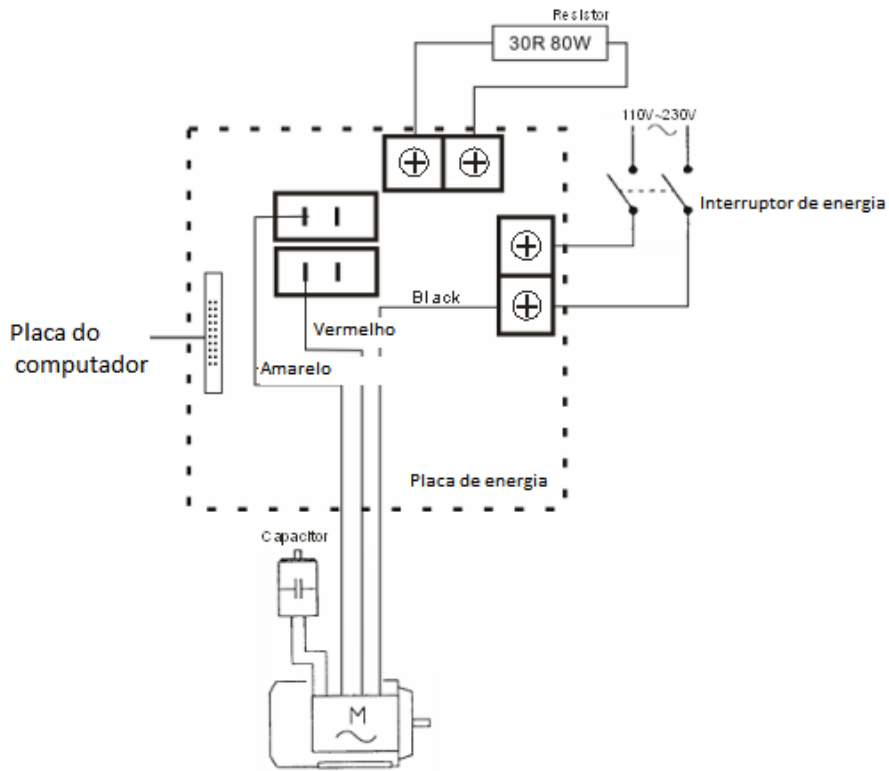 Resistor
30R 80W
110V~230V
Interruptor de energia
Black
Vermelho
Placa do
computador
Amarelo
Placa de energia
Capacitor
M